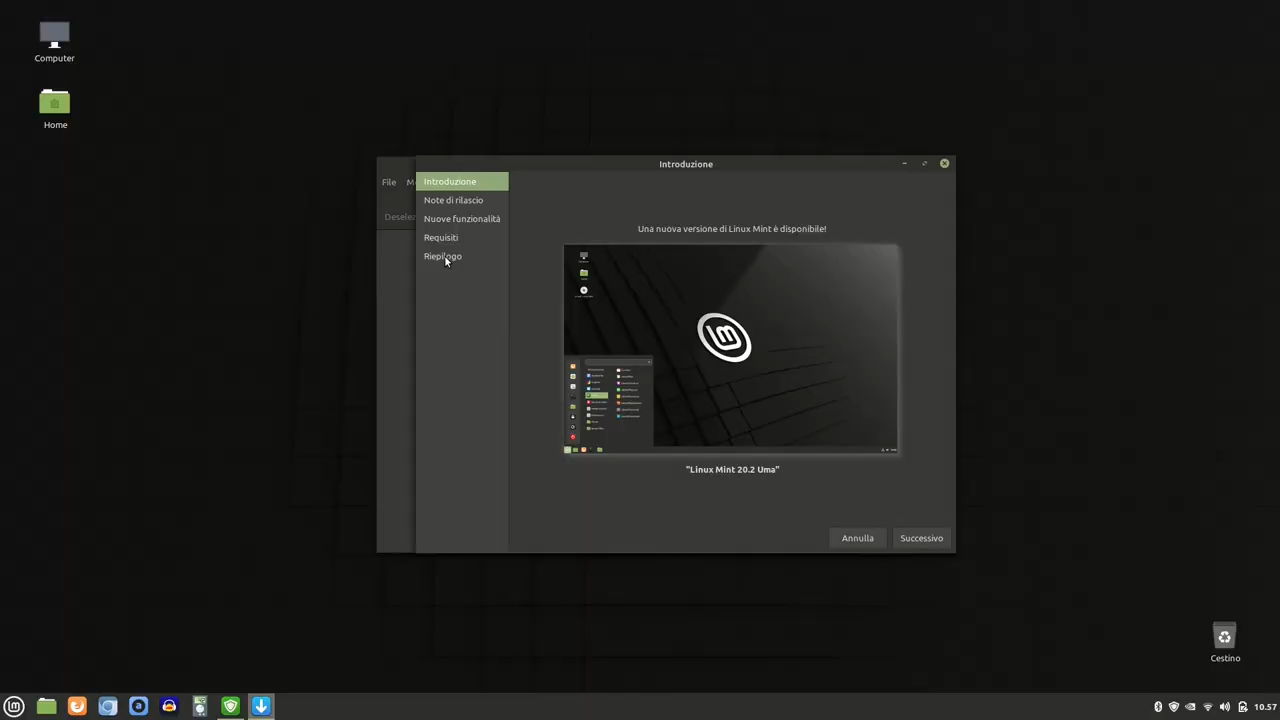 Computer
Home
Introduzione
File
Deselez
Introduzione
Note di rilascio
Nuove funzionalità
Requisiti
Riepilogo
Una nuova versione di Linux Mint è disponibile!
"Linux Mint 20.2 Uma"
Annulla
Successivo
Cestino
10.57